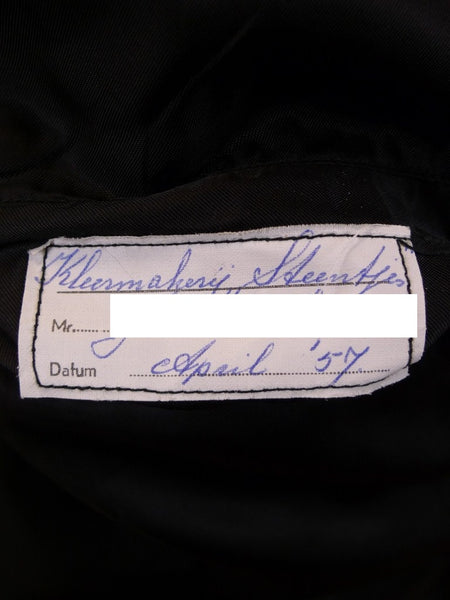 Kleermakerij Steentjes
Mr.
Datum April '57.